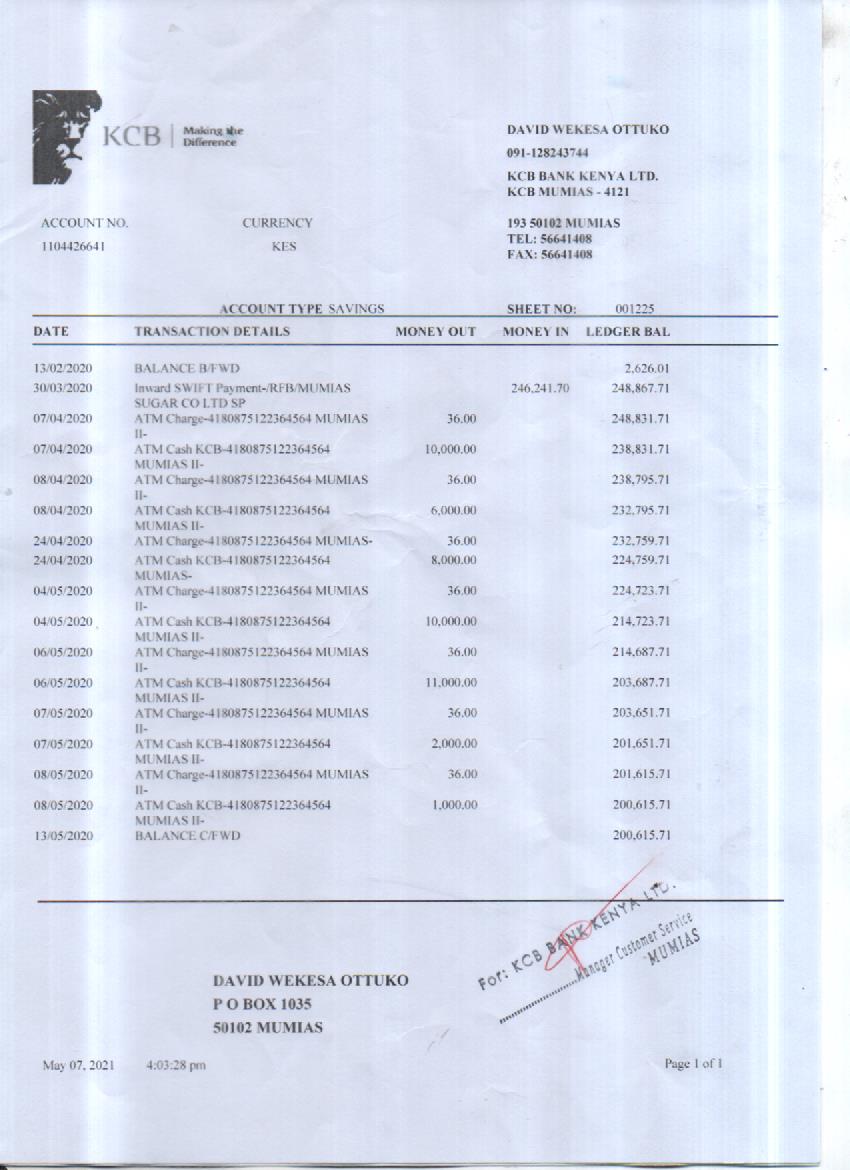 KCB
Making the
Difference
DAVID WEKESA OTTUKO
091-128243744
KCB BANK KENYA LTD.
KCB MUMIAS - 4121
193 50102 MUMIAS
TEL: 56641408
FAX: 56641408
ACCOUNT NO. CURRENCY
1104426641 KES
ACCOUNT TYPE SAVINGS SHEET NO: 001225
DATE TRANSACTION DETAILS MONEY OUT MONEY IN LEDGER BAL
13/02/2020 BALANCE B/FWD 2,626.01
30/03/2020 Inward SWIFT Payment-/RFB/MUMIAS 246,241.70 248,867.71
SUGAR CO LTD SP
07/04/2020 ATM Charge-4180875122364564 MUMIAS 36.00 248,831.71
II-
07/04/2020 ATM Cash KCB-4180875122364564 10,000.00 238,831.71
MUMIAS II-
08/04/2020 ATM Charge-4180875122364564 MUMIAS 36.00 238,795.71
II-
08/04/2020 ATM Cash KCB-4180875122364564 6,000.00 232,795.71
MUMIAS II-
24/04/2020 ATM Charge-4180875122364564 MUMIAS- 36.00 232,759.71
24/04/2020 ATM Cash KCB-4180875122364564 8,000.00 224,759.71
MUMIAS-
04/05/2020 ATM Charge-4180875122364564 MUMIAS 36.00 224,723.71
II-
04/05/2020 ATM Cash KCB-4180875122364564 10,000.00 214,723.71
MUMIAS II-
06/05/2020 ATM Charge-4180875122364564 MUMIAS 36.00 214,687.71
II-
06/05/2020 ATM Cash KCB-4180875122364564 11,000.00 203,687.71
MUMIAS II-
07/05/2020 ATM Charge-4180875122364564 MUMIAS 36.00 203,651.71
II-
07/05/2020 ATM Cash KCB-4180875122364564 2,000.00 201,651.71
MUMIAS II-
08/05/2020 ATM Charge-4180875122364564 MUMIAS 36.00 201,615.71
II-
08/05/2020 ATM Cash KCB-4180875122364564 1,000.00 200,615.71
MUMIAS II-
13/05/2020 BALANCE C/FWD 200,615.71
For: KCB BANK KENYA LTD.
Manager Customer Service
MUMIAS
DAVID WEKESA OTTUKO
P O BOX 1035
50102 MUMIAS
May 07, 2021 4:03:28 pm Page 1 of 1